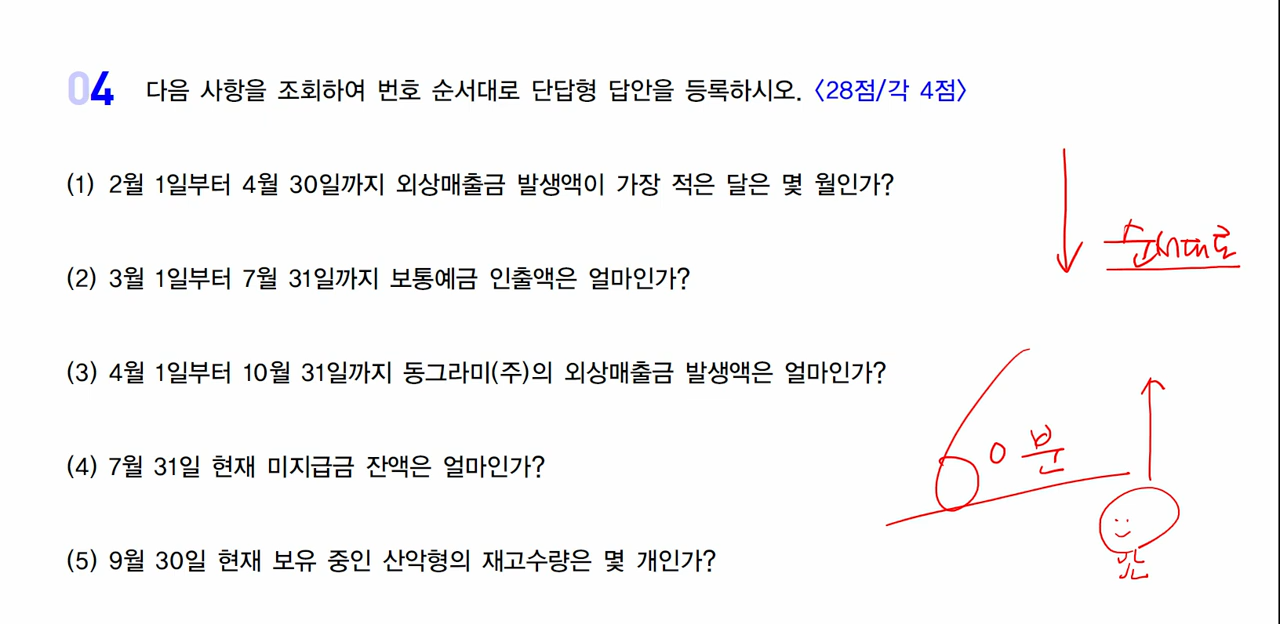 04 다음 사항을 조회하여 번호 순서대로 단답형 답안을 등록하시오. 〈28점/각 4점〉
(1) 2월 1일부터 4월 30일까지 외상매출금 발생액이 가장 적은 달은 몇 월인가?
순서대로
(2) 3월 1일부터 7월 31일까지 보통예금 인출액은 얼마인가?
(3) 4월 1일부터 10월 31일까지 동그라미(주)의 외상매출금 발생액은 얼마인가?
60분
(4) 7월 31일 현재 미지급금 잔액은 얼마인가?
(5) 9월 30일 현재 보유 중인 산악형의 재고수량은 몇 개인가?